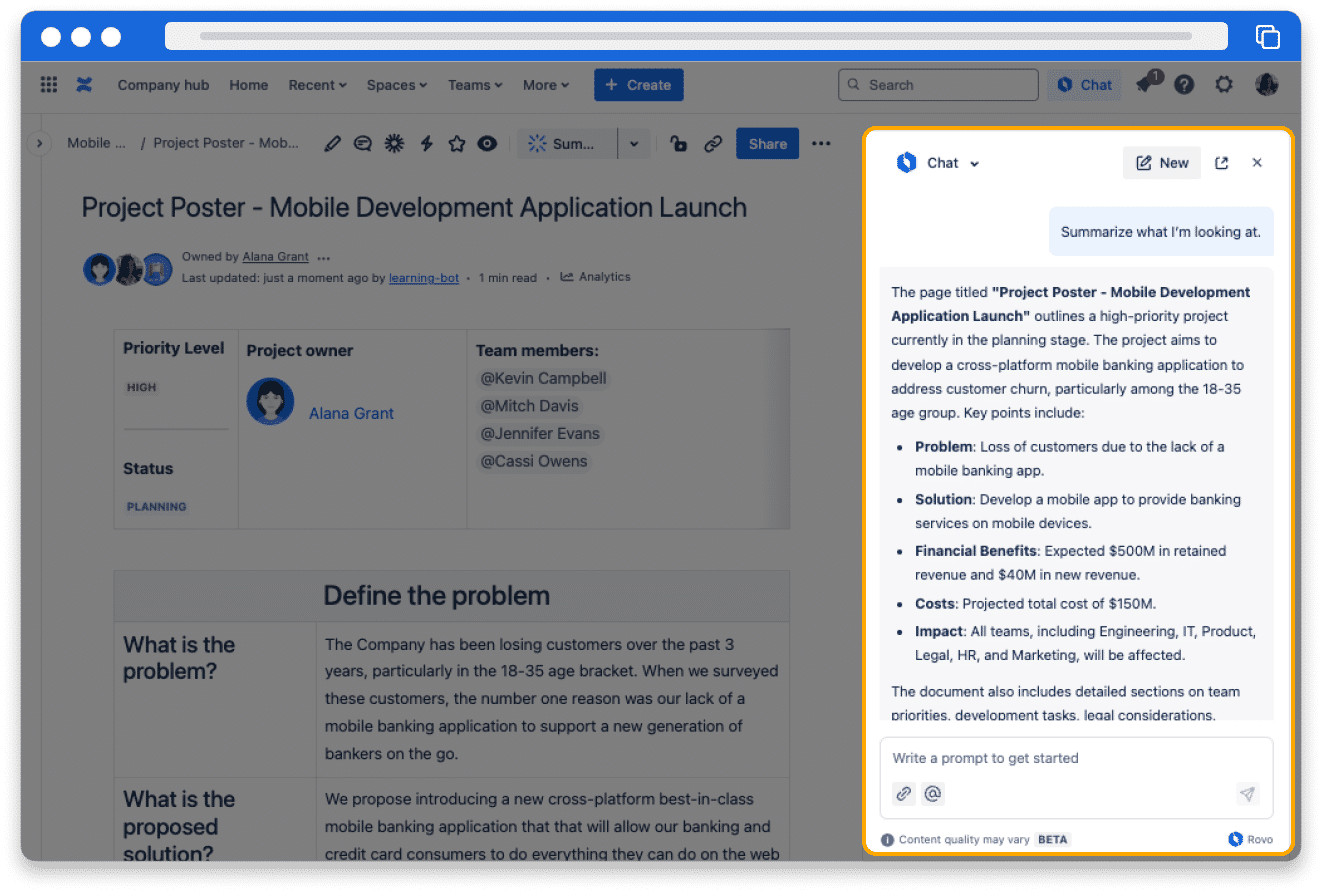 Company hub Home Recent Spaces Teams More + Create Search Chat 1
Mobile ... / Project Poster - Mob... Sum... Share
Project Poster - Mobile Development Application Launch
Owned by Alana Grant
Last updated: just a moment ago by learning-bot • 1 min read • Analytics
Priority Level
HIGH
Status
PLANNING
Project owner
Alana Grant
Team members:
@Kevin Campbell
@Mitch Davis
@Jennifer Evans
@Cassi Owens
Define the problem
What is the
problem?
The Company has been losing customers over the past 3
years, particularly in the 18-35 age bracket. When we surveyed
these customers, the number one reason was our lack of a
mobile banking application to support a new generation of
bankers on the go.
What is the
proposed
solution?
We propose introducing a new cross-platform best-in-class
mobile banking application that that will allow our banking and
credit card consumers to do everything they can do on the web
Chat New
Summarize what I'm looking at.
The page titled "Project Poster - Mobile Development
Application Launch" outlines a high-priority project
currently in the planning stage. The project aims to
develop a cross-platform mobile banking application to
address customer churn, particularly among the 18-35
age group. Key points include:
• Problem: Loss of customers due to the lack of a
mobile banking app.
• Solution: Develop a mobile app to provide banking
services on mobile devices.
• Financial Benefits: Expected $500M in retained
revenue and $40M in new revenue.
• Costs: Projected total cost of $150M.
• Impact: All teams, including Engineering, IT, Product,
Legal, HR, and Marketing, will be affected.
The document also includes detailed sections on team
priorities, development tasks, legal considerations,
Write a prompt to get started
Content quality may vary BETA Rovo